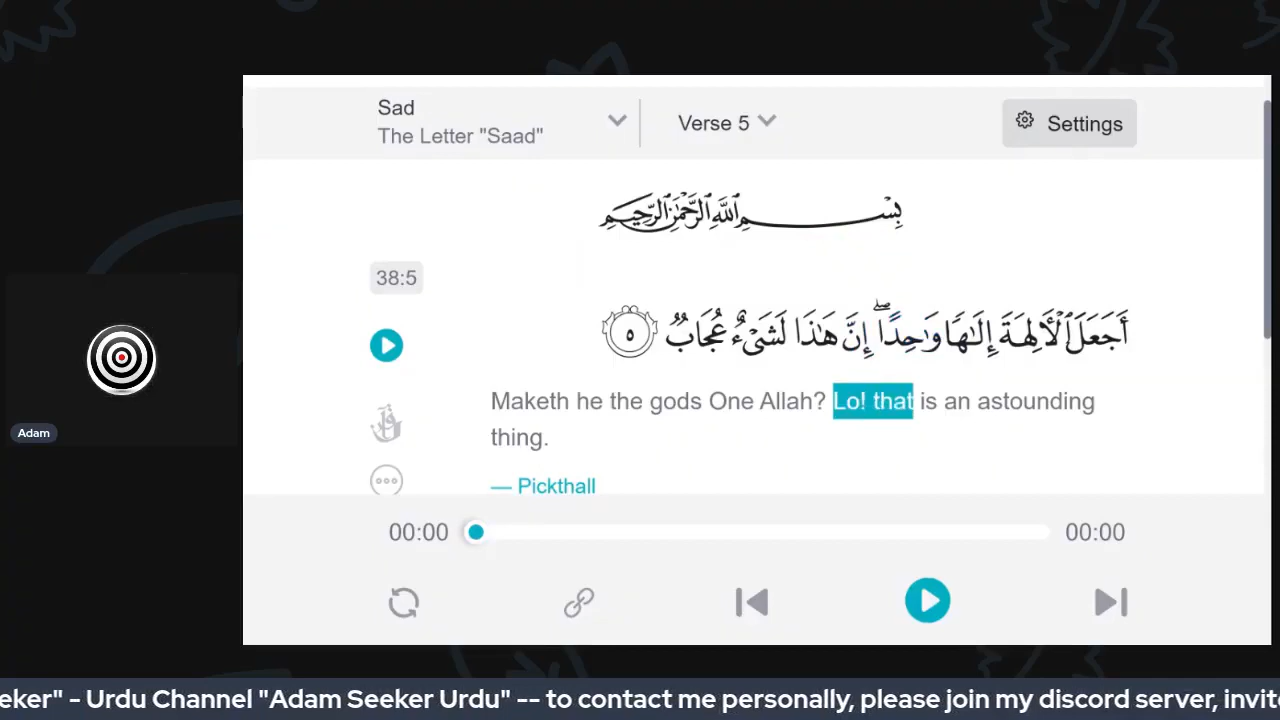 Sad
The Letter "Saad"
Verse 5
Settings
بِسْمِ ٱللَّهِ ٱلرَّحْمَٰنِ ٱلرَّحِيمِ
38:5
أَجَعَلَ ٱلْـَٔالِهَةَ إِلَـٰهًا وَٰحِدًا ۖ إِنَّ هَـٰذَا لَشَىْءٌ عُجَابٌ ٥
Maketh he the gods One Allah? Lo! that is an astounding
thing.
— Pickthall
00:00
00:00
Adam
eeker" - Urdu Channel "Adam Seeker Urdu" -- to contact me personally, please join my discord server, invit